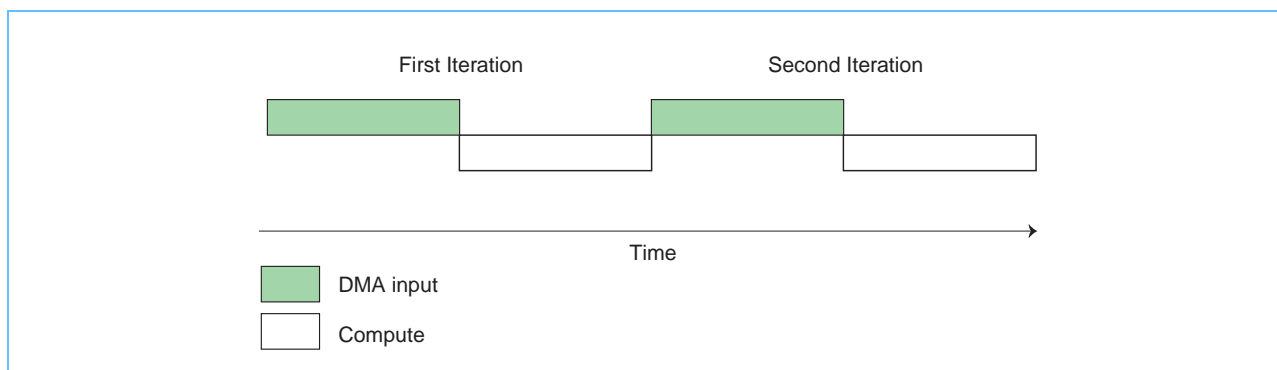 First Iteration
Second Iteration
Time
DMA input
Compute